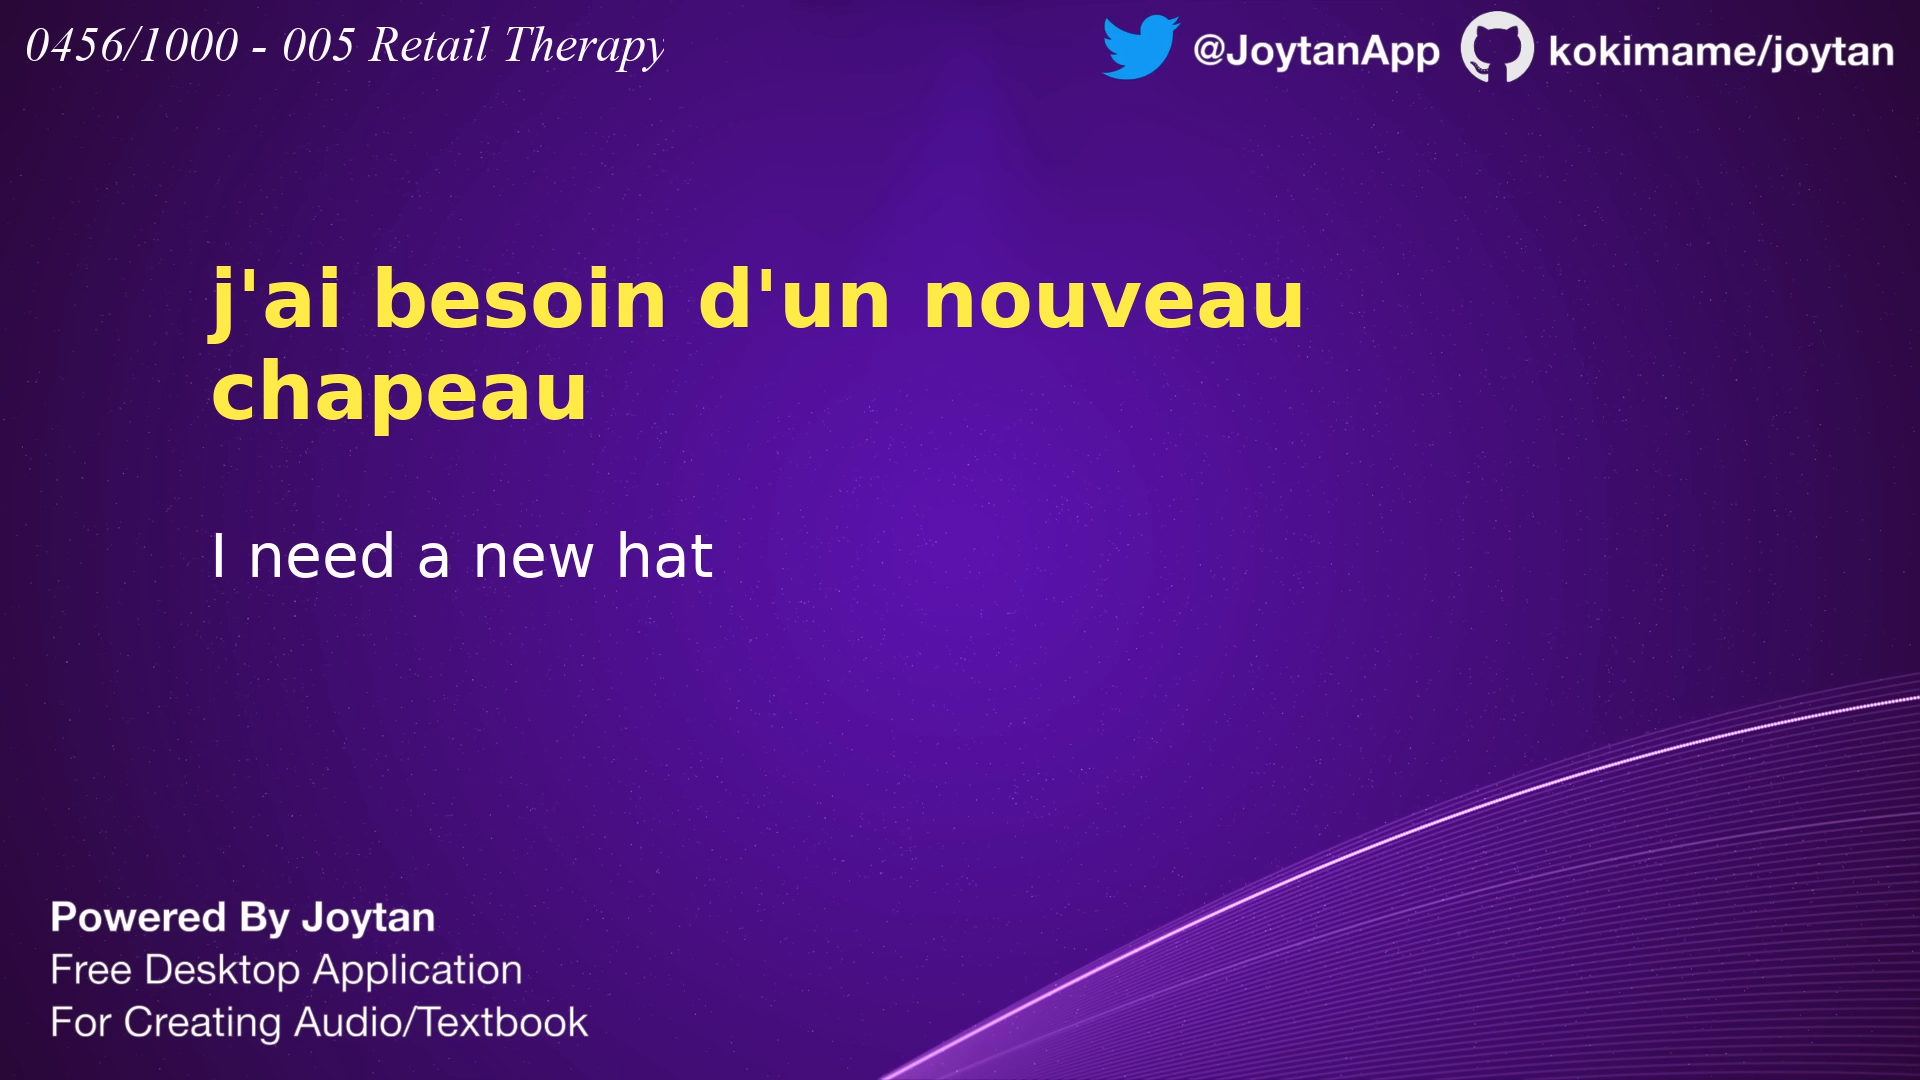 0456/1000 - 005 Retail Therapy
@JoytanApp
kokimame/joytan
j'ai besoin d'un nouveau
chapeau
I need a new hat
Powered By Joytan
Free Desktop Application
For Creating Audio/Textbook